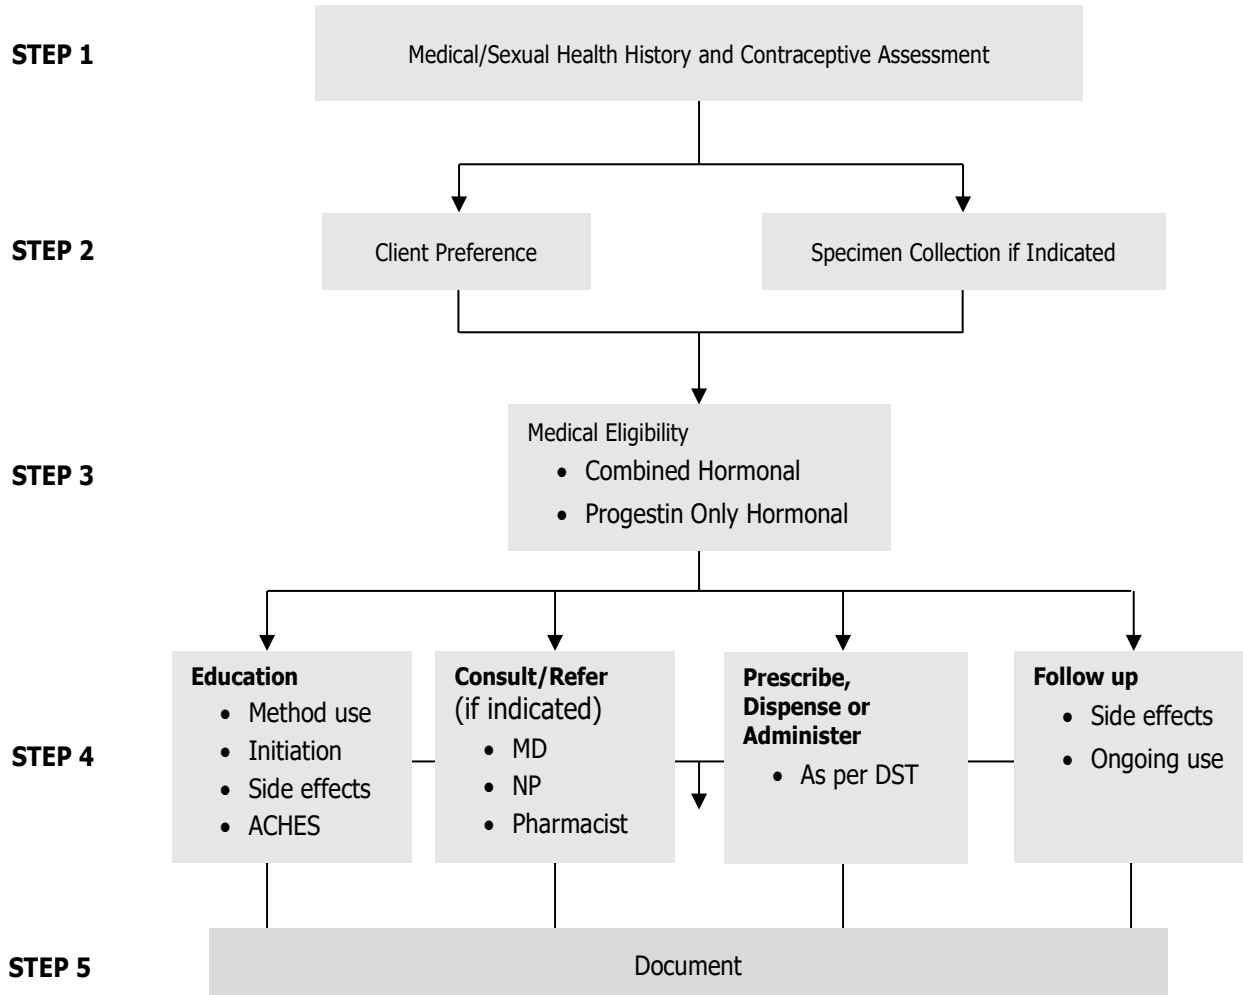 STEP 1
Medical/Sexual Health History and Contraceptive Assessment
STEP 2
Client Preference
Specimen Collection if Indicated
STEP 3
Medical Eligibility
• Combined Hormonal
• Progestin Only Hormonal
STEP 4
Education
• Method use
• Initiation
• Side effects
• ACHES
Consult/Refer
(if indicated)
• MD
• NP
• Pharmacist
Prescribe,
Dispense or
Administer
• As per DST
Follow up
• Side effects
• Ongoing use
STEP 5
Document